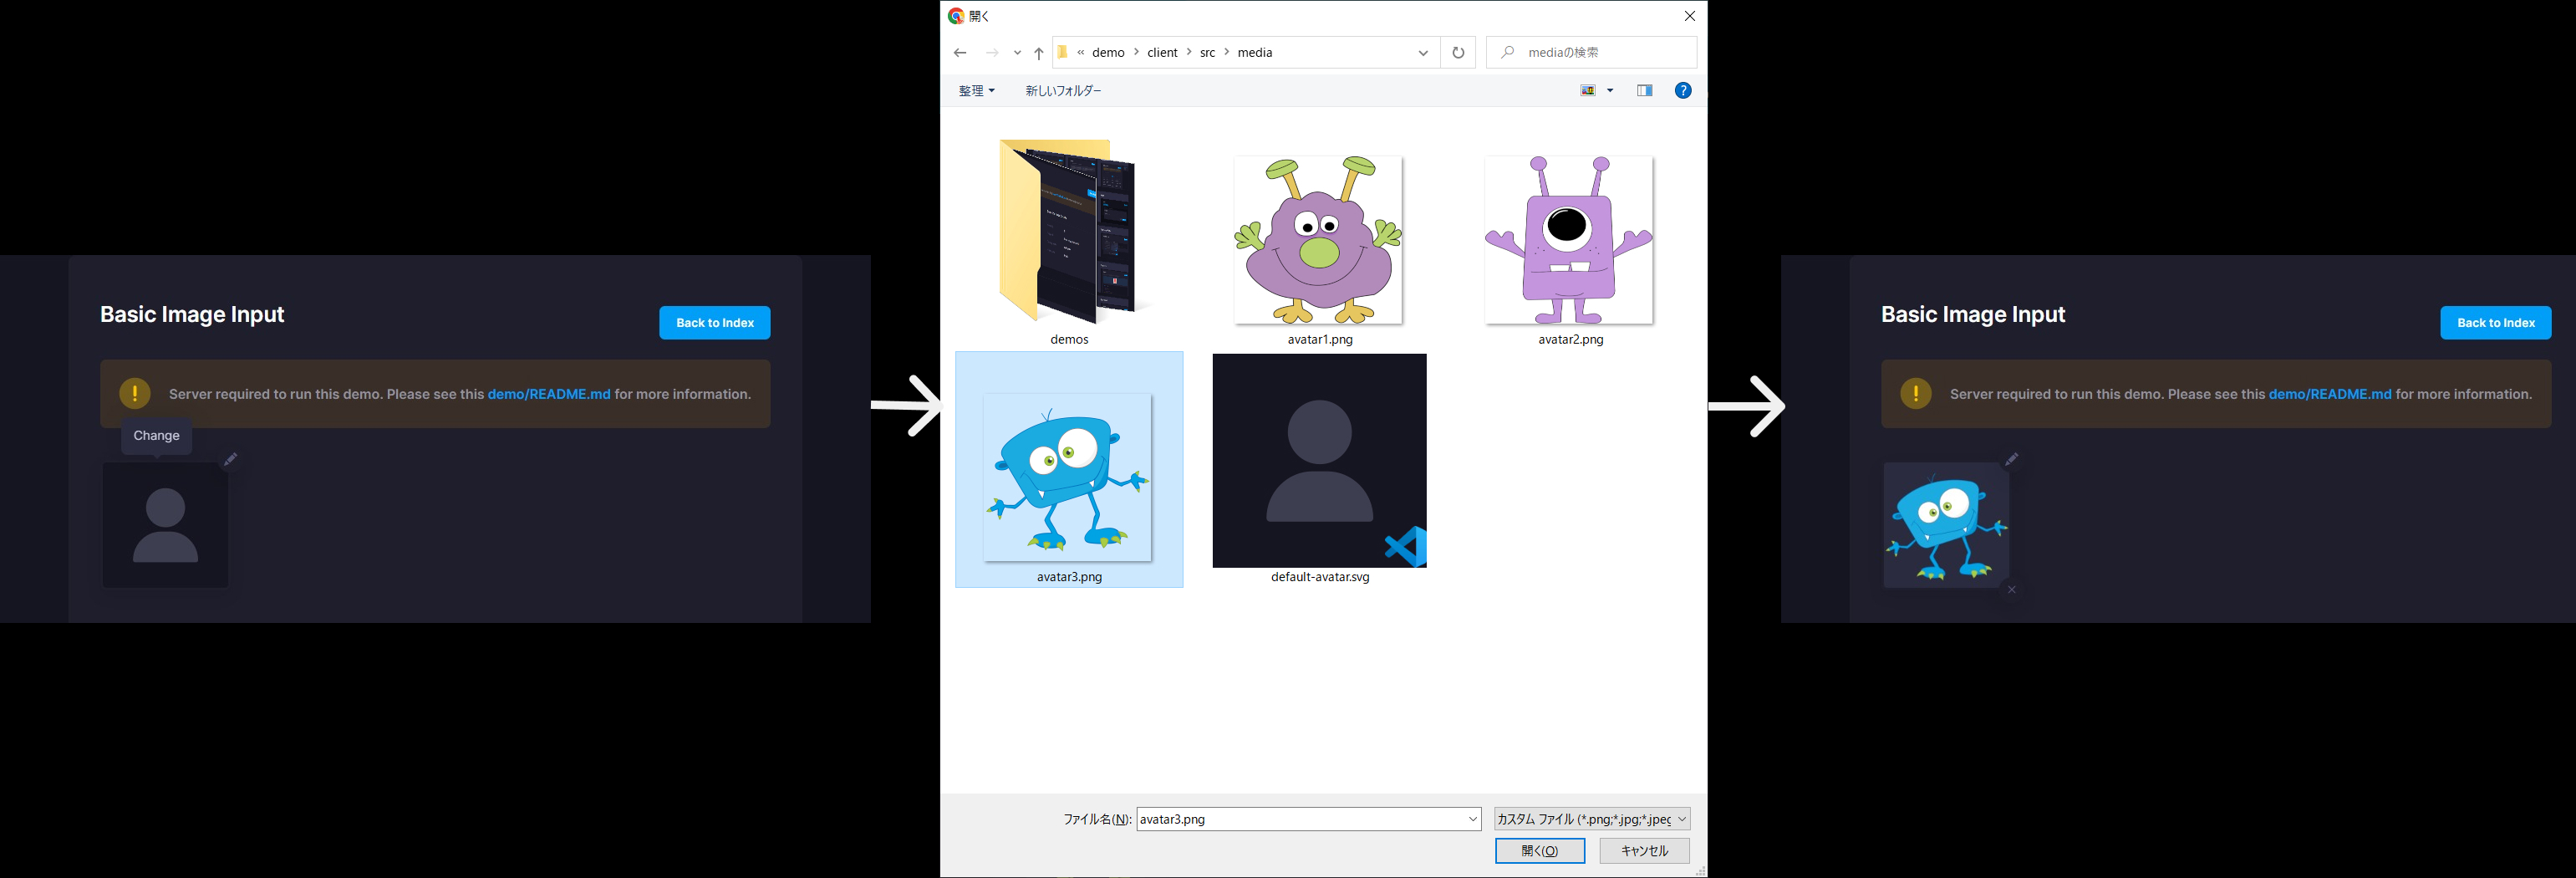 Basic Image Input
Back to Index
! Server required to run this demo. Please see this demo/README.md for more information.
Change
開く
« demo › client › src › media
mediaの検索
整理
新しいフォルダー
?
demos
avatar1.png
avatar2.png
avatar3.png
default-avatar.svg
ファイル名(N):
avatar3.png
カスタム ファイル (*.png;*.jpg;*.jpeg
開く(O)
キャンセル
Basic Image Input
Back to Index
! Server required to run this demo. Please see this demo/README.md for more information.